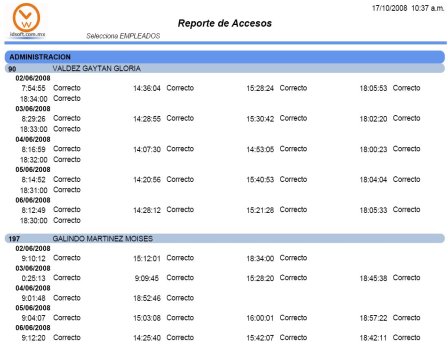 17/10/2008 10:37 a.m.
Reporte de Accesos
idsoft.com.mx
Selecciona EMPLEADOS
ADMINISTRACION
90 VALDEZ GAYTAN GLORIA
02/06/2008
7:54:55 Correcto 14:36:04 Correcto 15:28:24 Correcto 18:05:53 Correcto
18:34:00 Correcto
03/06/2008
8:29:26 Correcto 14:28:55 Correcto 15:30:42 Correcto 18:02:20 Correcto
18:33:00 Correcto
04/06/2008
8:16:59 Correcto 14:07:30 Correcto 14:53:05 Correcto 18:00:23 Correcto
18:32:00 Correcto
05/06/2008
8:14:52 Correcto 14:20:56 Correcto 15:40:53 Correcto 18:04:04 Correcto
18:31:00 Correcto
06/06/2008
8:12:49 Correcto 14:28:12 Correcto 15:21:28 Correcto 18:05:33 Correcto
18:30:00 Correcto
197 GALINDO MARTINEZ MOISES
02/06/2008
9:10:12 Correcto 15:12:01 Correcto 18:34:00 Correcto
03/06/2008
0:25:13 Correcto 9:09:45 Correcto 15:28:20 Correcto 18:45:38 Correcto
04/06/2008
9:01:48 Correcto 18:52:46 Correcto
05/06/2008
9:04:07 Correcto 15:03:08 Correcto 16:00:01 Correcto 18:57:22 Correcto
06/06/2008
9:12:20 Correcto 14:25:40 Correcto 15:42:07 Correcto 18:42:11 Correcto